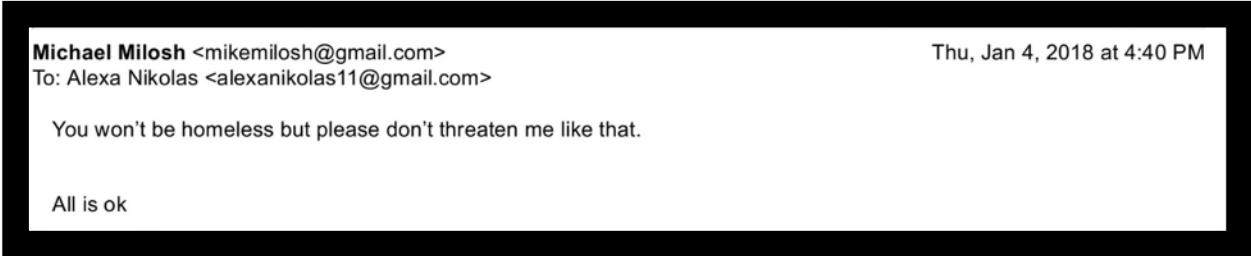 Michael Milosh <mikemilosh@gmail.com> Thu, Jan 4, 2018 at 4:40 PM
To: Alexa Nikolas <alexanikolas11@gmail.com>
You won't be homeless but please don't threaten me like that.
All is ok